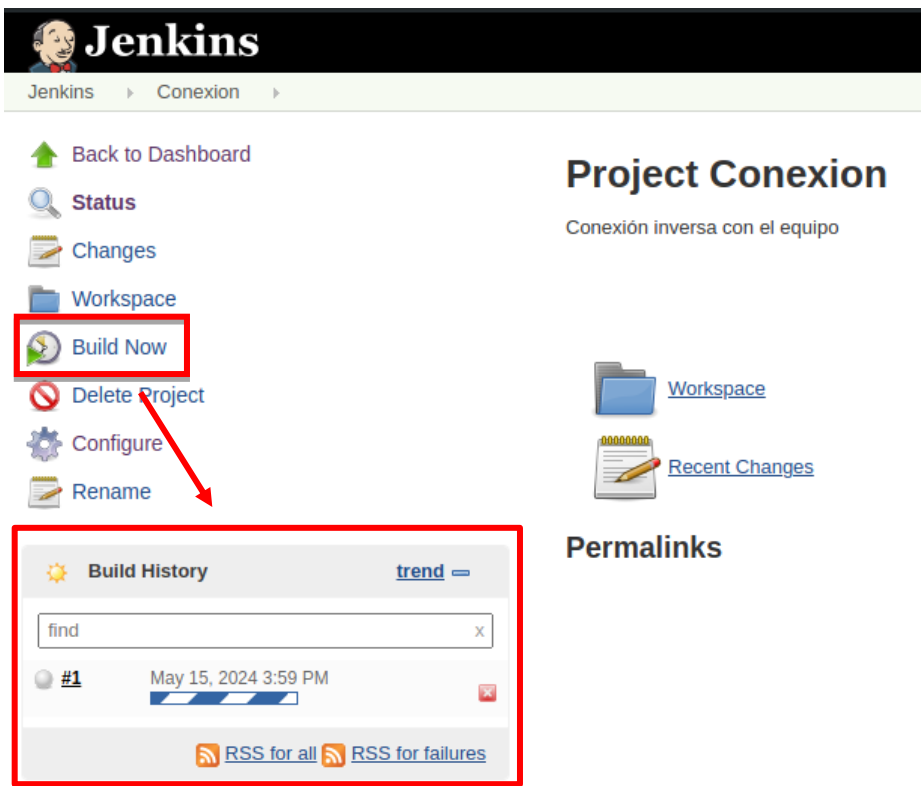 Jenkins
Jenkins Conexion
Back to Dashboard
Status
Changes
Workspace
Build Now
Delete Project
Configure
Rename
Build History trend
find x
#1 May 15, 2024 3:59 PM
RSS for all RSS for failures
Project Conexion
Conexión inversa con el equipo
Workspace
Recent Changes
Permalinks